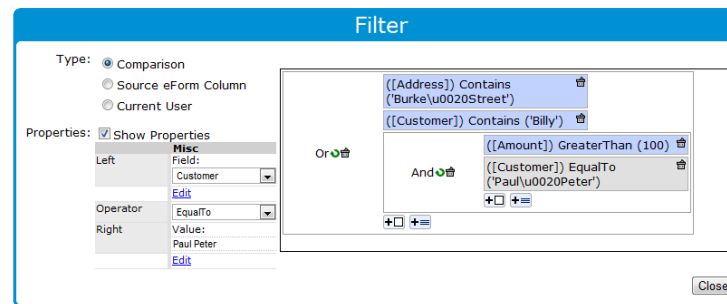 Filter
Type:
Comparison
Source eForm Column
Current User
Properties:
Show Properties
Misc
Left
Field:
Customer
Edit
Operator
EqualTo
Right
Value:
Paul Peter
Edit
Or
([Address]) Contains
('Burke\u0020Street')
([Customer]) Contains ('Billy')
And
([Amount]) GreaterThan (100)
([Customer]) EqualTo
('Paul\u0020Peter')
Close